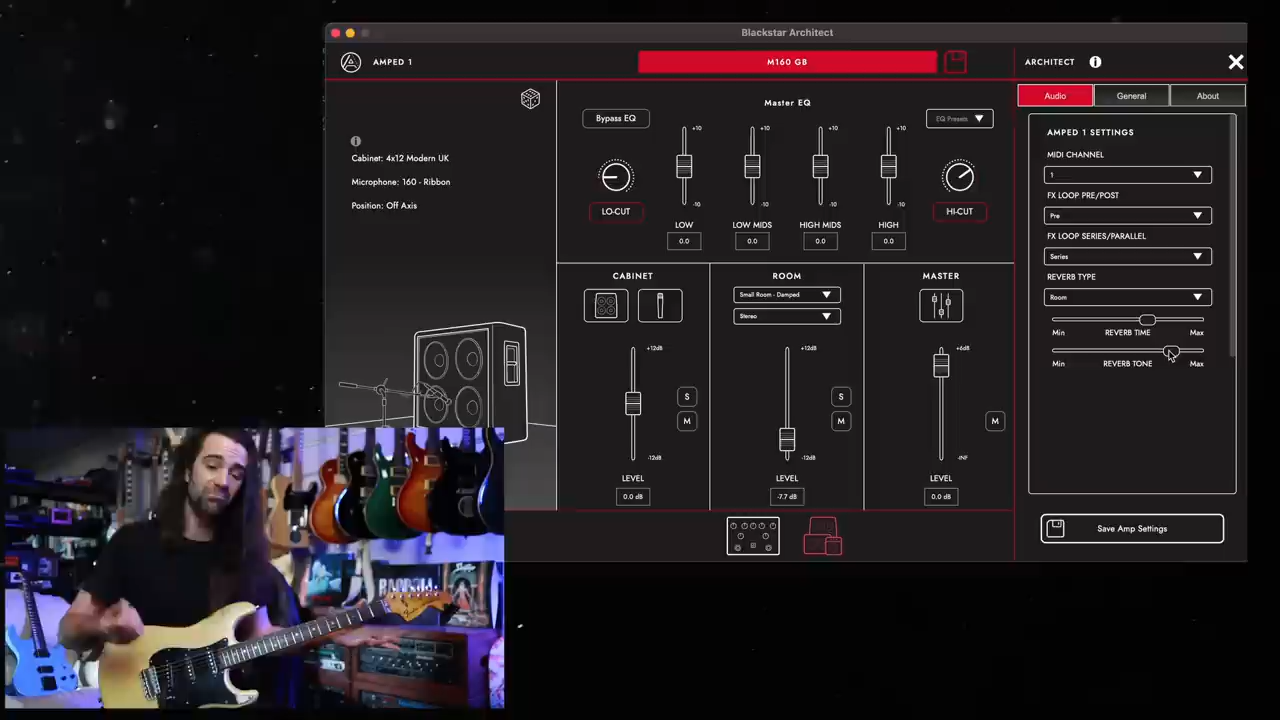 Blackstar Architect
AMPED 1
M160 GB
ARCHITECT
Audio
General
About
Cabinet: 4x12 Modern UK
Microphone: 160 - Ribbon
Position: Off Axis
Master EQ
Bypass EQ
EQ Presets
+10
+10
+10
+10
-10
-10
-10
-10
LO-CUT
HI-CUT
LOW
LOW MIDS
HIGH MIDS
HIGH
0.0
0.0
0.0
0.0
CABINET
ROOM
MASTER
Small Room - Damped
Stereo
+12dB
+12dB
+6dB
S
S
M
M
M
-12dB
-12dB
-INF
LEVEL
LEVEL
LEVEL
0.0 dB
-7.7 dB
0.0 dB
AMPED 1 SETTINGS
MIDI CHANNEL
1
FX LOOP PRE/POST
Pre
FX LOOP SERIES/PARALLEL
Series
REVERB TYPE
Room
Min
REVERB TIME
Max
Min
REVERB TONE
Max
Save Amp Settings